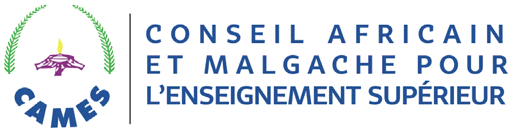 CAMES
CONSEIL AFRICAIN
ET MALGACHE POUR
L'ENSEIGNEMENT SUPÉRIEUR